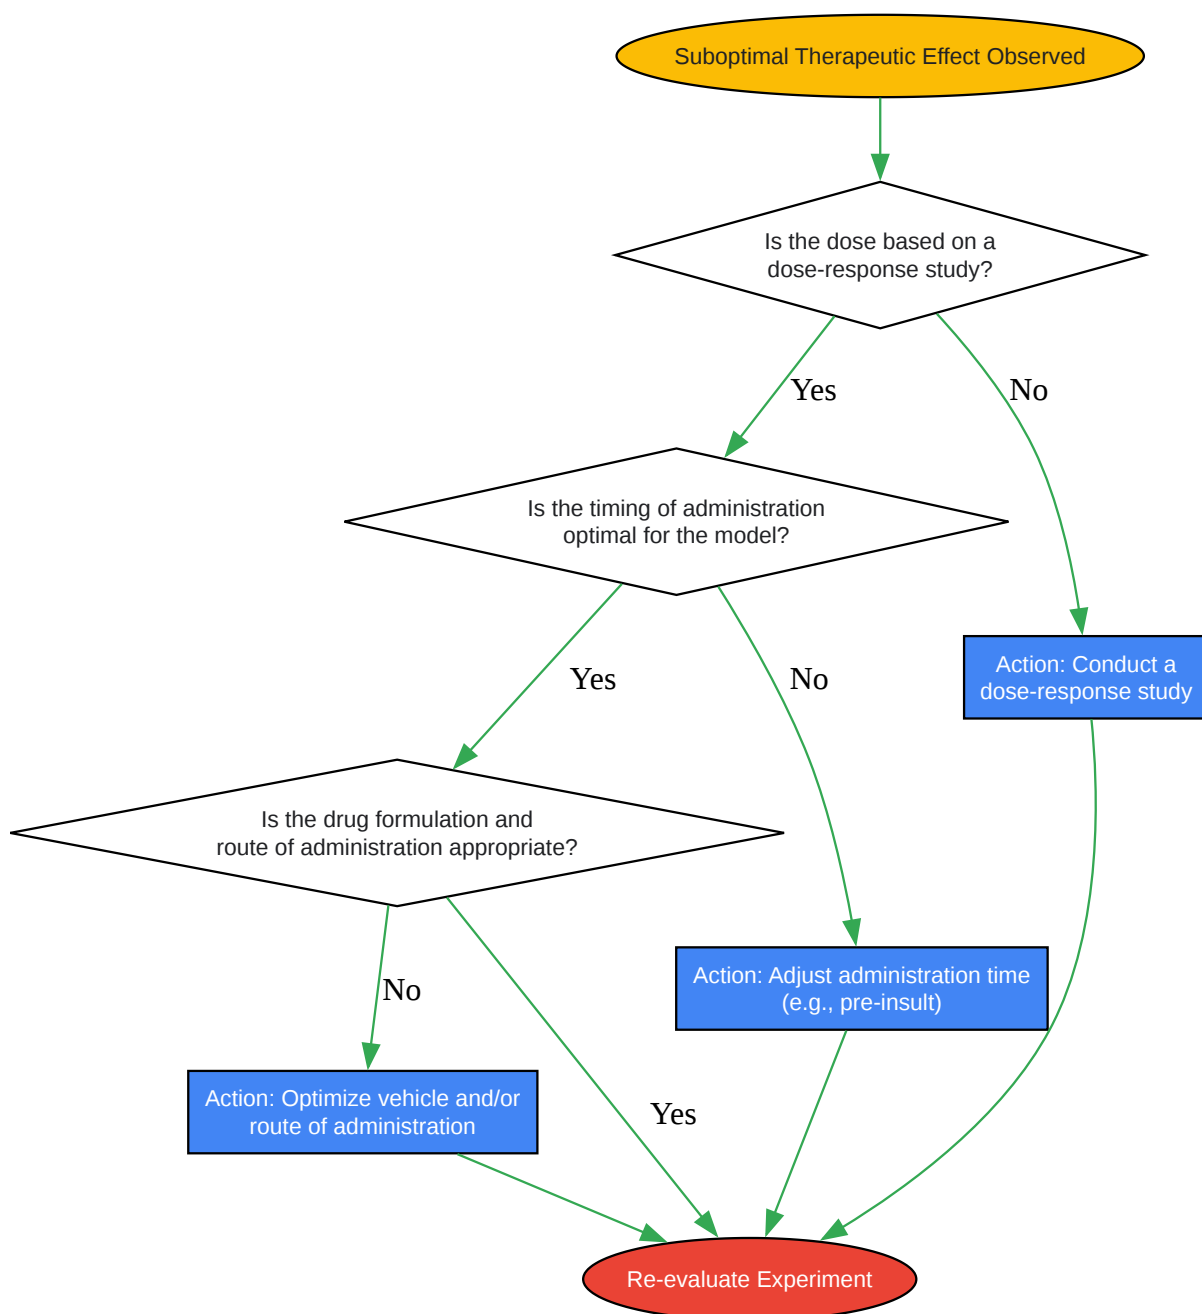 Suboptimal Therapeutic Effect Observed
Is the dose based on a
dose-response study?
Yes
No
Is the timing of administration
optimal for the model?
Yes
No
Action: Conduct a
dose-response study
Is the drug formulation and
route of administration appropriate?
No
Yes
Action: Adjust administration time
(e.g., pre-insult)
Action: Optimize vehicle and/or
route of administration
Re-evaluate Experiment